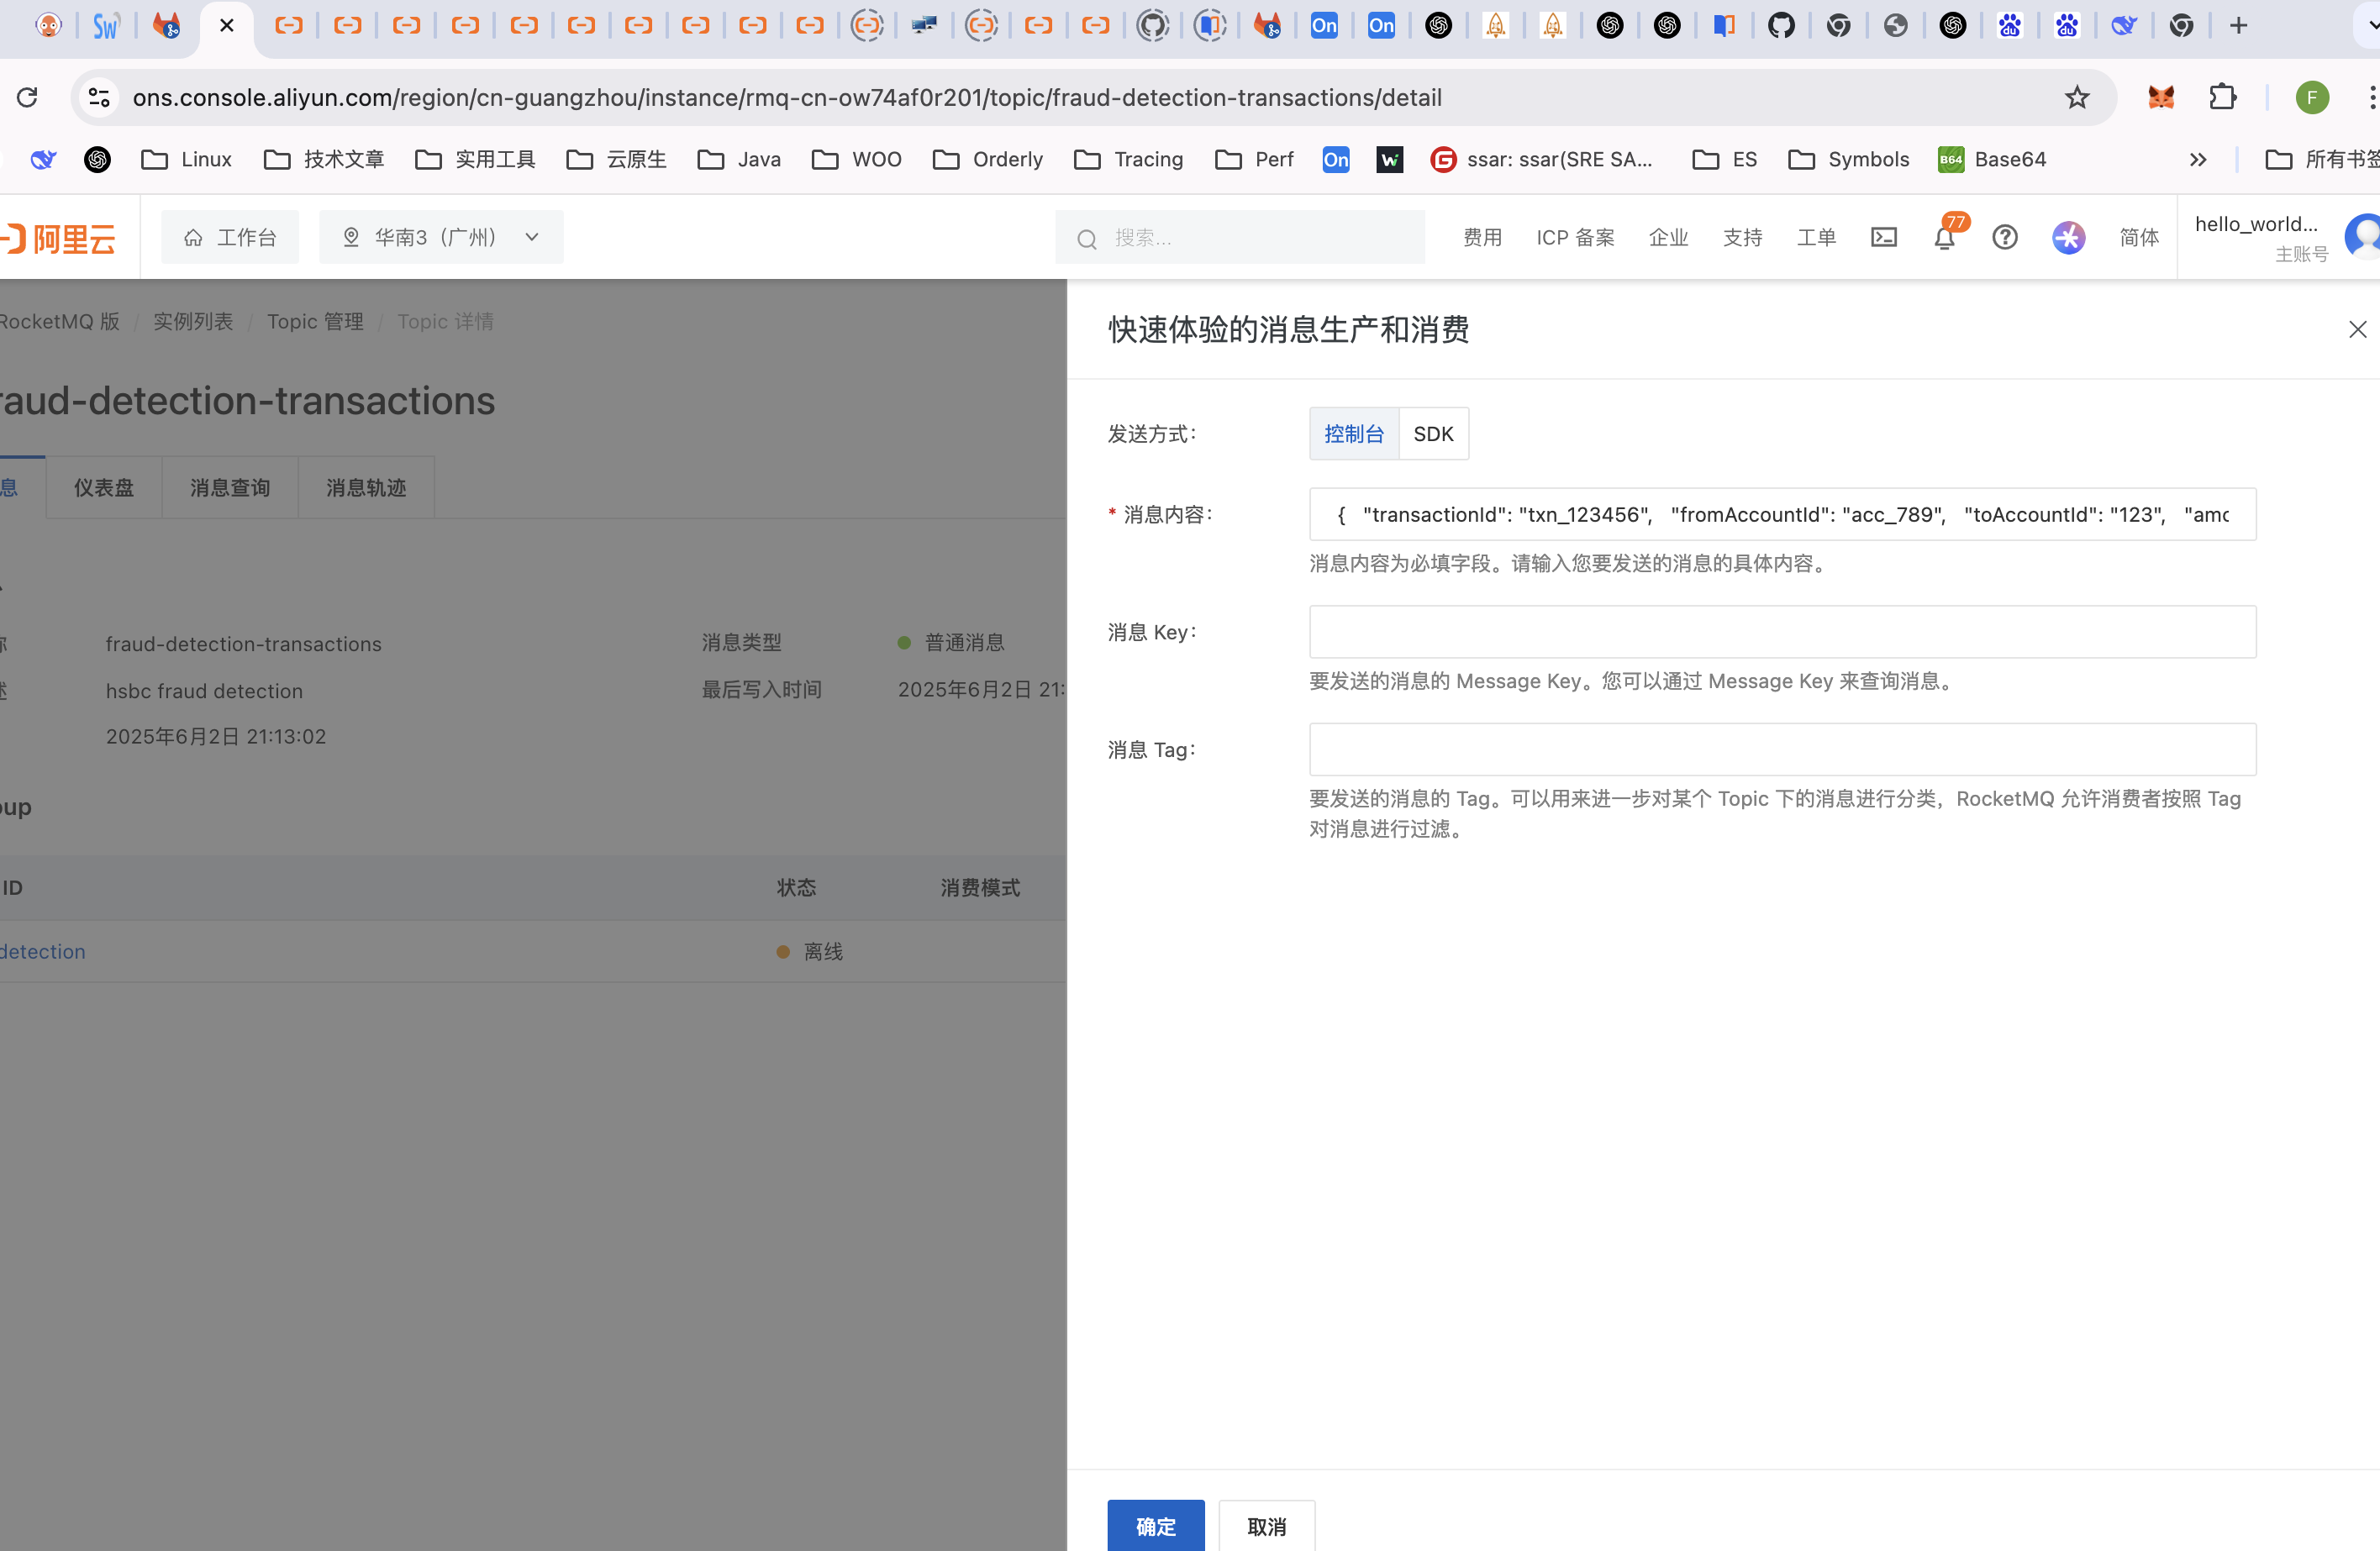 ons.console.aliyun.com/region/cn-guangzhou/instance/rmq-cn-ow74af0r201/topic/fraud-detection-transactions/detail
F
Linux 技术文章 实用工具 云原生 Java WOO Orderly Tracing Perf On ssar: ssar(SRE SA... ES Symbols B64 Base64 所有书签
阿里云 工作台 华南3（广州） 搜索... 费用 ICP 备案 企业 支持 工单 77 简体 hello_world...
主账号
RocketMQ 版 / 实例列表 / Topic 管理 / Topic 详情
raud-detection-transactions
息 仪表盘 消息查询 消息轨迹
fraud-detection-transactions 消息类型 普通消息
hsbc fraud detection 最后写入时间 2025年6月2日 21:
2025年6月2日 21:13:02
oup
ID 状态 消费模式
detection 离线
快速体验的消息生产和消费
发送方式： 控制台 SDK
* 消息内容： { "transactionId": "txn_123456", "fromAccountId": "acc_789", "toAccountId": "123", "amc
消息内容为必填字段。请输入您要发送的消息的具体内容。
消息 Key：
要发送的消息的 Message Key。您可以通过 Message Key 来查询消息。
消息 Tag：
要发送的消息的 Tag。可以用来进一步对某个 Topic 下的消息进行分类，RocketMQ 允许消费者按照 Tag
对消息进行过滤。
确定 取消